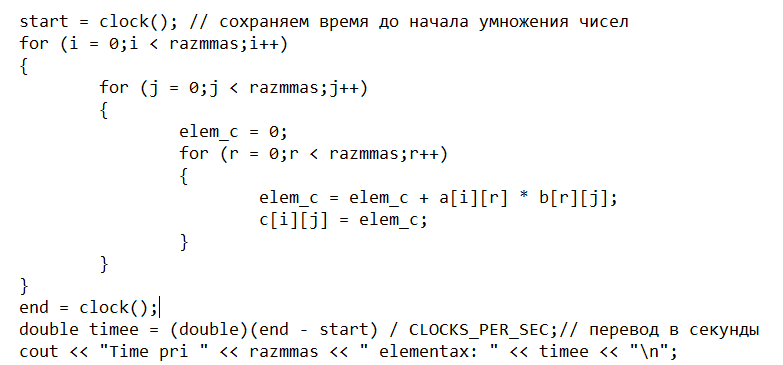 start = clock(); // сохраняем время до начала умножения чисел
for (i = 0;i < razmmas;i++)
{
        for (j = 0;j < razmmas;j++)
        {
                elem_c = 0;
                for (r = 0;r < razmmas;r++)
                {
                        elem_c = elem_c + a[i][r] * b[r][j];
                        c[i][j] = elem_c;
                }
        }
}
end = clock();
double timee = (double)(end - start) / CLOCKS_PER_SEC;// перевод в секунды
cout << "Time pri " << razmmas << " elementax: " << timee << "\n";